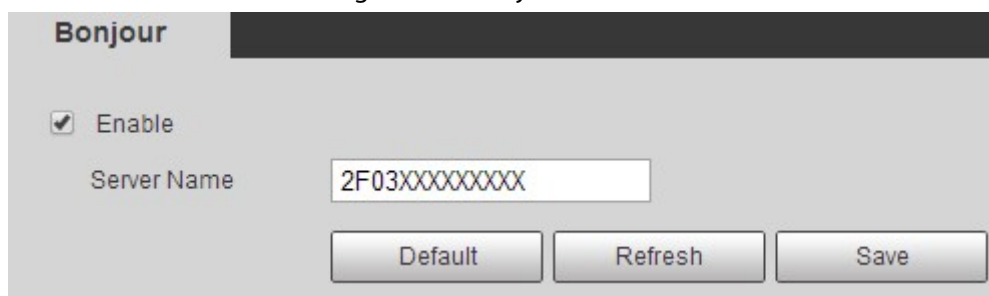 Bonjour
Enable
Server Name 2F03XXXXXXXXX
Default Refresh Save